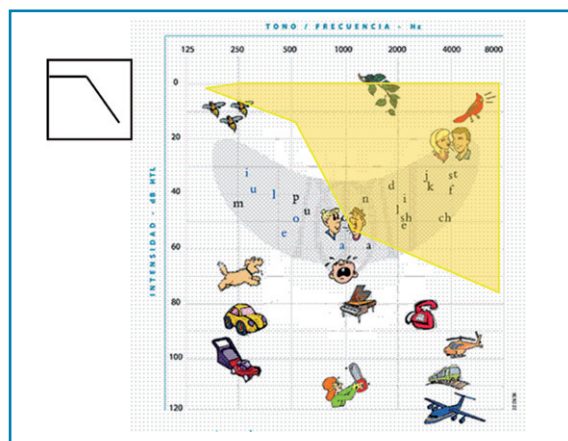 TONO / FRECUENCIA - Hz
125 250 500 1000 2000 4000 8000
INTENSIDAD - dB HTL
0
20
i j st
u d k f
40 m l p n i
u l
o sh ch
e e
60 a a
80
100
120